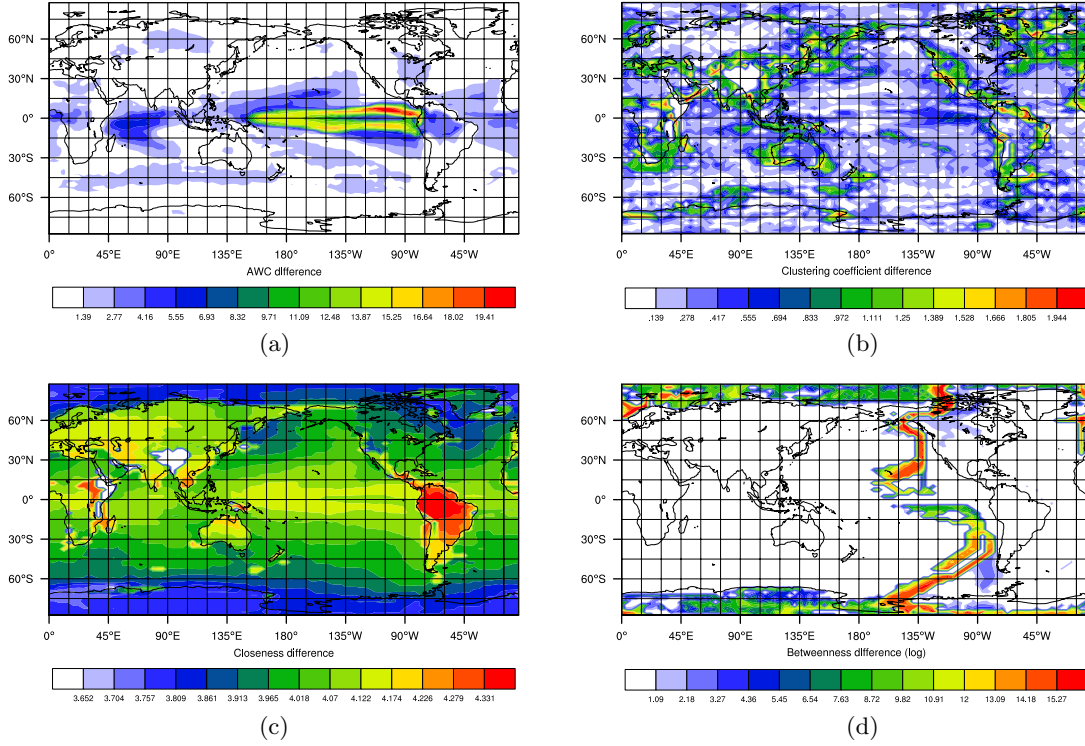 60°N
30°N
0°
30°S
60°S
0° 45°E 90°E 135°E 180° 135°W 90°W 45°W
AWC difference
1.39 2.77 4.16 5.55 6.93 8.32 9.71 11.09 12.48 13.87 15.25 16.64 18.02 19.41
(a)
60°N
30°N
0°
30°S
60°S
0° 45°E 90°E 135°E 180° 135°W 90°W 45°W
Clustering coefficient difference
.139 .278 .417 .555 .694 .833 .972 1.111 1.25 1.389 1.528 1.666 1.805 1.944
(b)
60°N
30°N
0°
30°S
60°S
0° 45°E 90°E 135°E 180° 135°W 90°W 45°W
Closeness difference
3.652 3.704 3.757 3.809 3.861 3.913 3.965 4.018 4.07 4.122 4.174 4.226 4.279 4.331
(c)
60°N
30°N
0°
30°S
60°S
0° 45°E 90°E 135°E 180° 135°W 90°W 45°W
Betweenness difference (log)
1.09 2.18 3.27 4.36 5.45 6.54 7.63 8.72 9.82 10.91 12 13.09 14.18 15.27
(d)